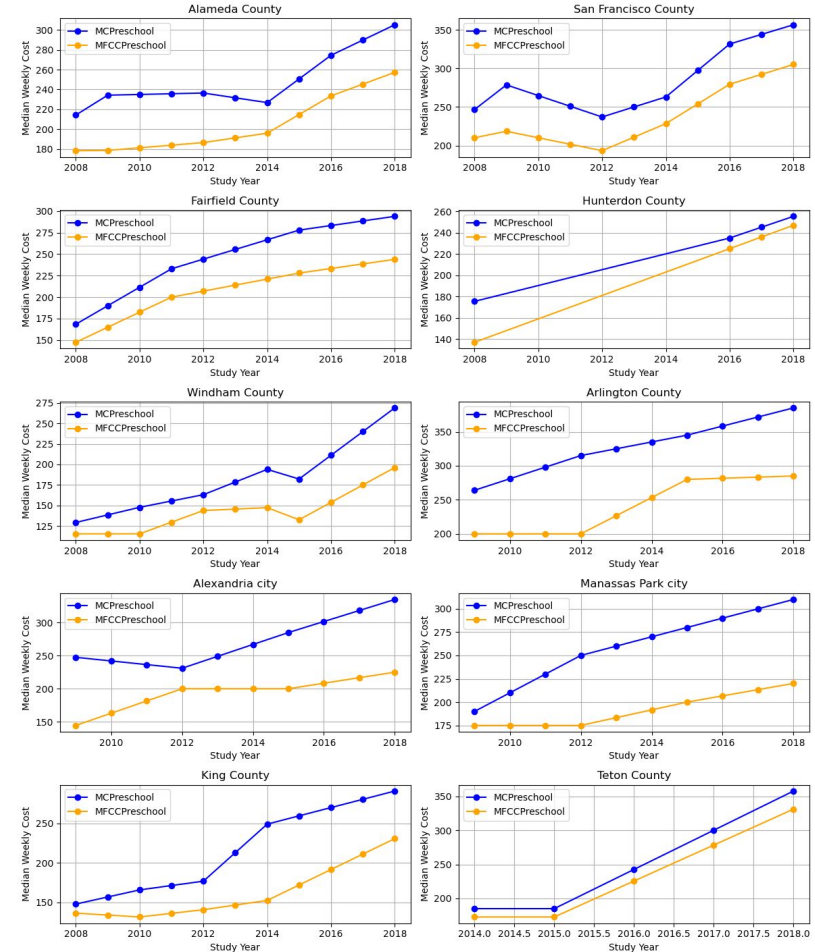 Alameda County
Median Weekly Cost
300
280
260
240
220
200
180
MCPreschool
MFCCPreschool
2008
2010
2012
2014
2016
2018
Study Year
San Francisco County
Median Weekly Cost
350
300
250
200
MCPreschool
MFCCPreschool
2008
2010
2012
2014
2016
2018
Study Year
Fairfield County
Median Weekly Cost
300
275
250
225
200
175
150
MCPreschool
MFCCPreschool
2008
2010
2012
2014
2016
2018
Study Year
Hunterdon County
Median Weekly Cost
260
240
220
200
180
160
140
MCPreschool
MFCCPreschool
2008
2010
2012
2014
2016
2018
Study Year
Windham County
Median Weekly Cost
275
250
225
200
175
150
125
MCPreschool
MFCCPreschool
2008
2010
2012
2014
2016
2018
Study Year
Arlington County
Median Weekly Cost
350
300
250
200
MCPreschool
MFCCPreschool
2010
2012
2014
2016
2018
Study Year
Alexandria city
Median Weekly Cost
300
250
200
150
MCPreschool
MFCCPreschool
2010
2012
2014
2016
2018
Study Year
Manassas Park city
Median Weekly Cost
300
275
250
225
200
175
MCPreschool
MFCCPreschool
2010
2012
2014
2016
2018
Study Year
King County
Median Weekly Cost
250
200
150
MCPreschool
MFCCPreschool
2008
2010
2012
2014
2016
2018
Study Year
Teton County
Median Weekly Cost
350
300
250
200
MCPreschool
MFCCPreschool
2014.0
2014.5
2015.0
2015.5
2016.0
2016.5
2017.0
2017.5
2018.0
Study Year